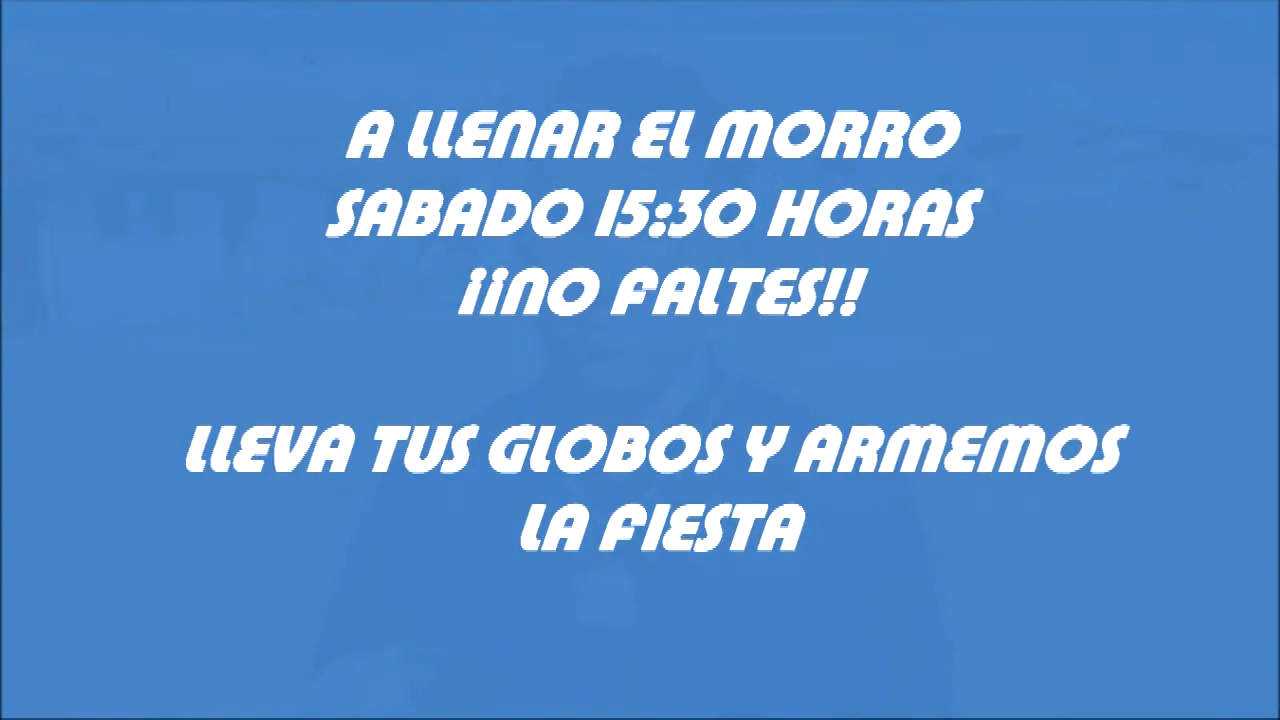 A LLENAR EL MORRO
SABADO 15:30 HORAS
¡¡NO FALTES!!
LLEVA TUS GLOBOS Y ARMEMOS
LA FIESTA